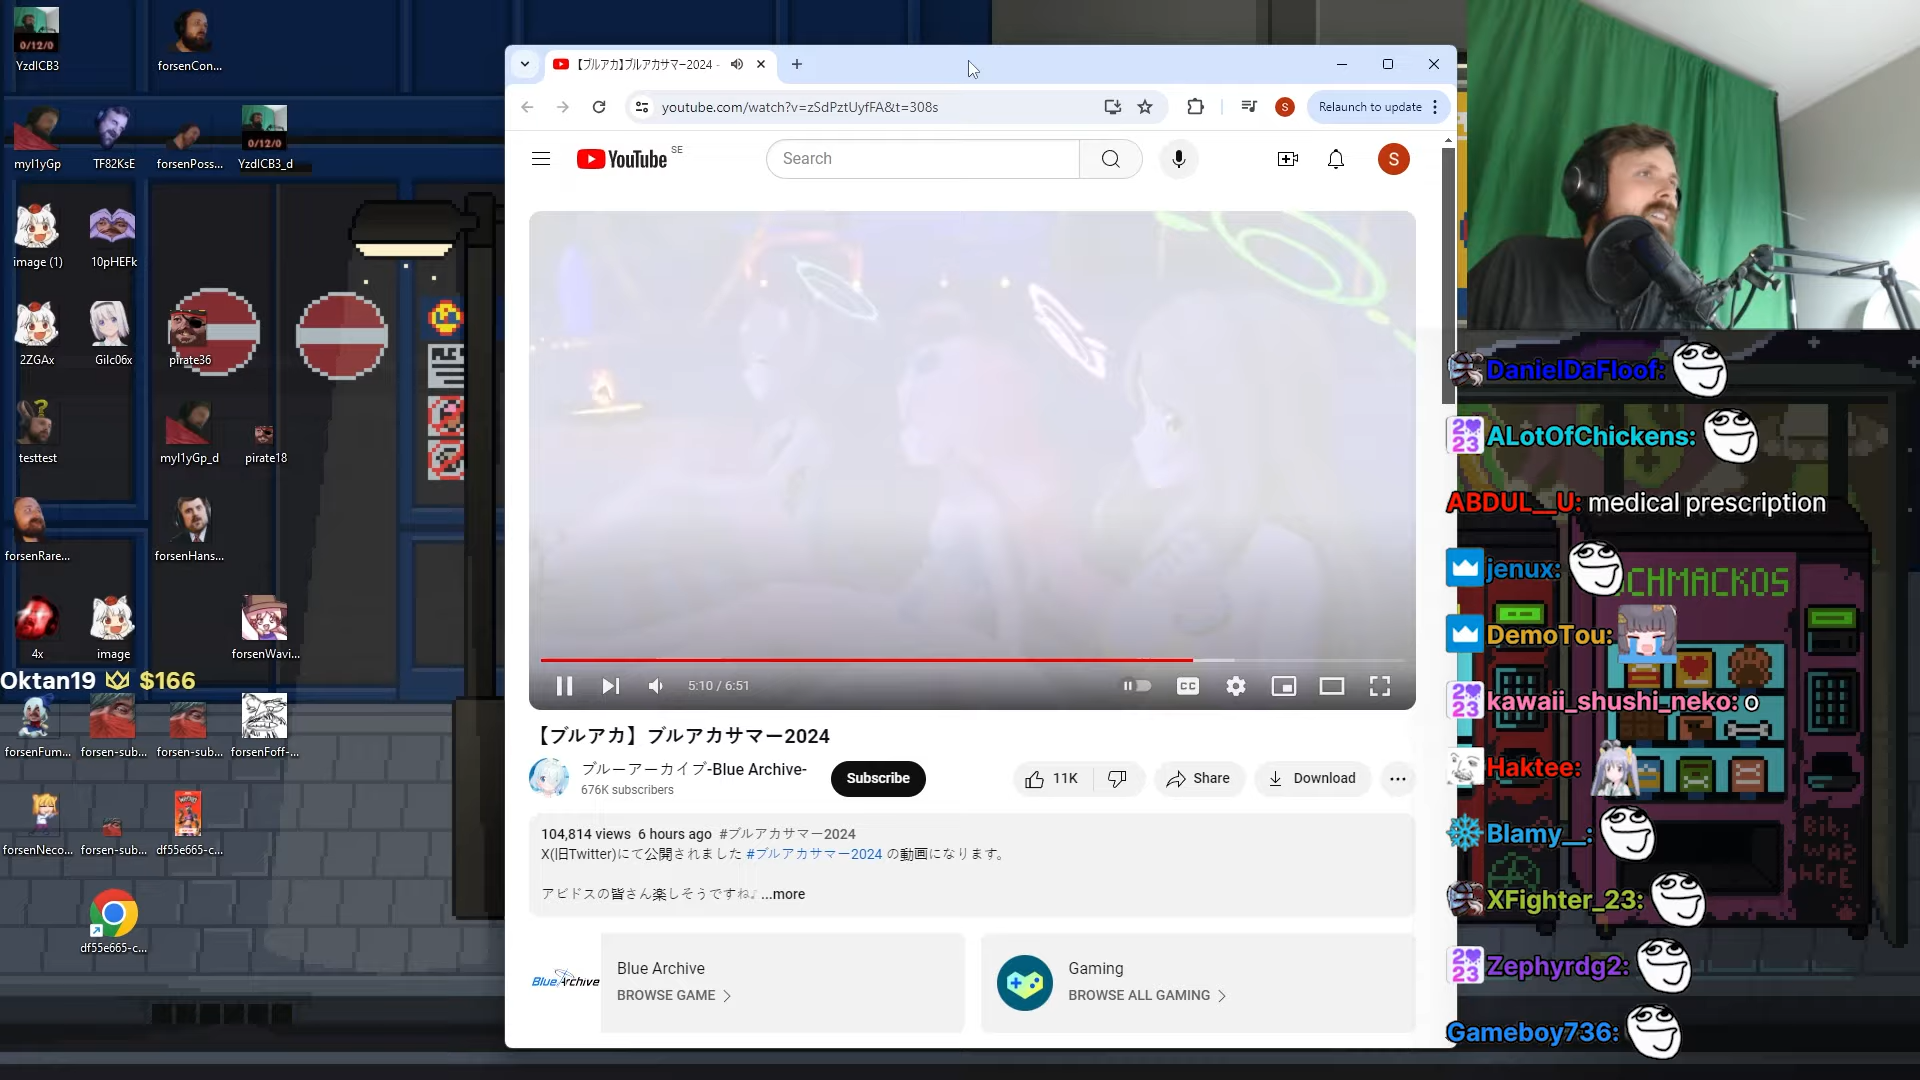 0/12/0
YzdlCB3
forsenCon...
myl1yGp
TF82KsE
forsenPoss...
0/12/0
YzdlCB3_d
image (1)
10pHEFk
2ZGAx
Gilc06x
pirate36
testtest
myl1yGp_d
pirate18
forsenRare...
forsenHans...
4x
image
forsenWavi...
Oktan19 $166
forsenFum...
forsen-sub...
forsen-sub...
forsenFoff-...
forsenNeco...
forsen-sub...
df55e665-c...
df55e665-c...
【ブルアカ】ブルアカサマー2024 -
youtube.com/watch?v=zSdPztUyfFA&t=308s
S
Relaunch to update
YouTube SE
Search
S
5:10 / 6:51
CC
【ブルアカ】ブルアカサマー2024
ブルーアーカイブ-Blue Archive-
676K subscribers
Subscribe
11K
Share
Download
104,814 views 6 hours ago #ブルアカサマー2024
X(旧Twitter)にて公開されました #ブルアカサマー2024 の動画になります。
アビドスの皆さん楽しそうですね♪ ...more
Blue Archive
Blue Archive
BROWSE GAME
Gaming
BROWSE ALL GAMING
DanielDaFloof:
2023 ALotOfChickens:
ABDUL__U: medical prescription
jenux:
DemoTou:
2023 kawaii_shushi_neko: o
Haktee:
Blamy__:
XFighter_23:
2023 Zephyrdg2:
Gameboy736:
CHMACKOS
Bibi
WAZ
hErE